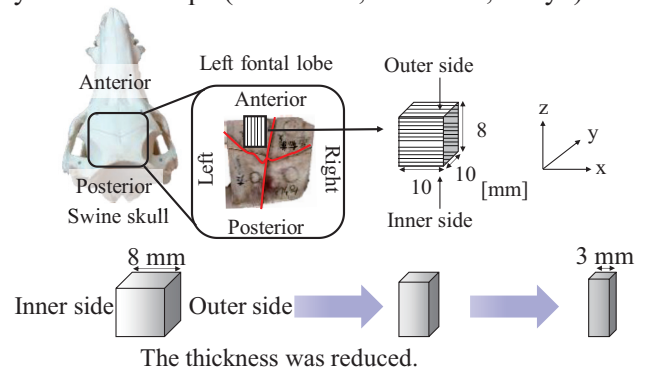 Left fontal lobe
Outer side
Anterior
Anterior
z
y
x
8
10
10
[mm]
Left
Right
Posterior
Posterior
Swine skull
Inner side
8 mm
3 mm
Inner side
Outer side
The thickness was reduced.